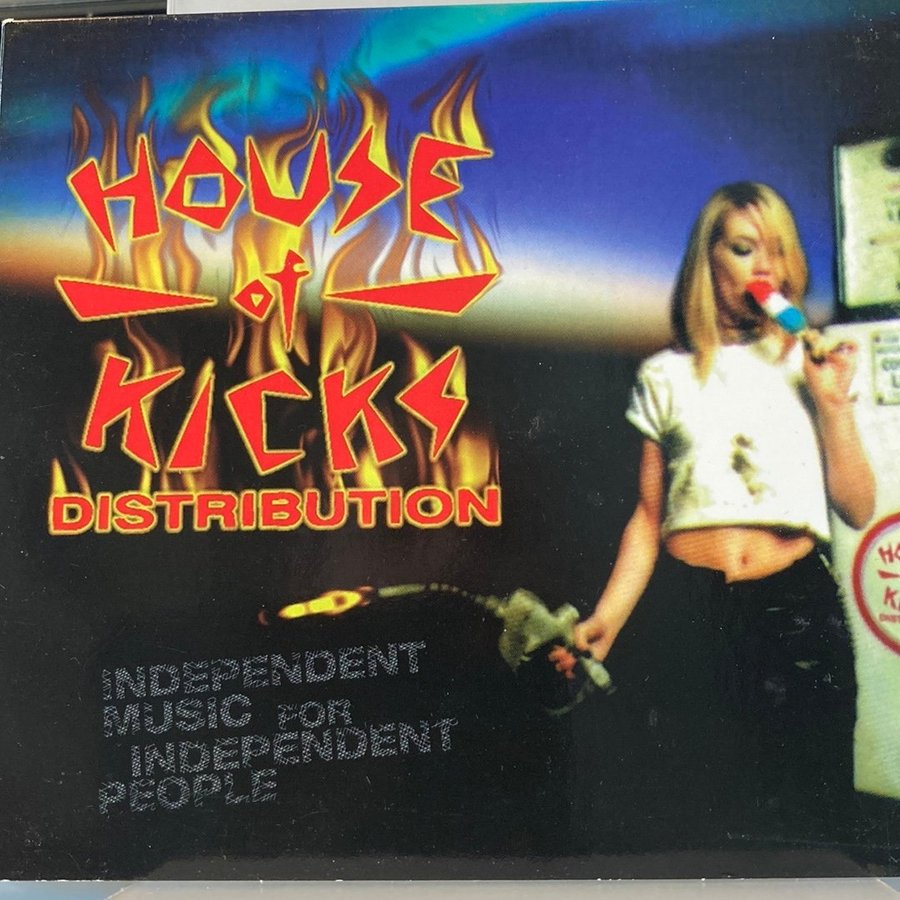 HOUSE
of
KICKS
DISTRIBUTION
INDEPENDENT
MUSIC FOR
INDEPENDENT
PEOPLE